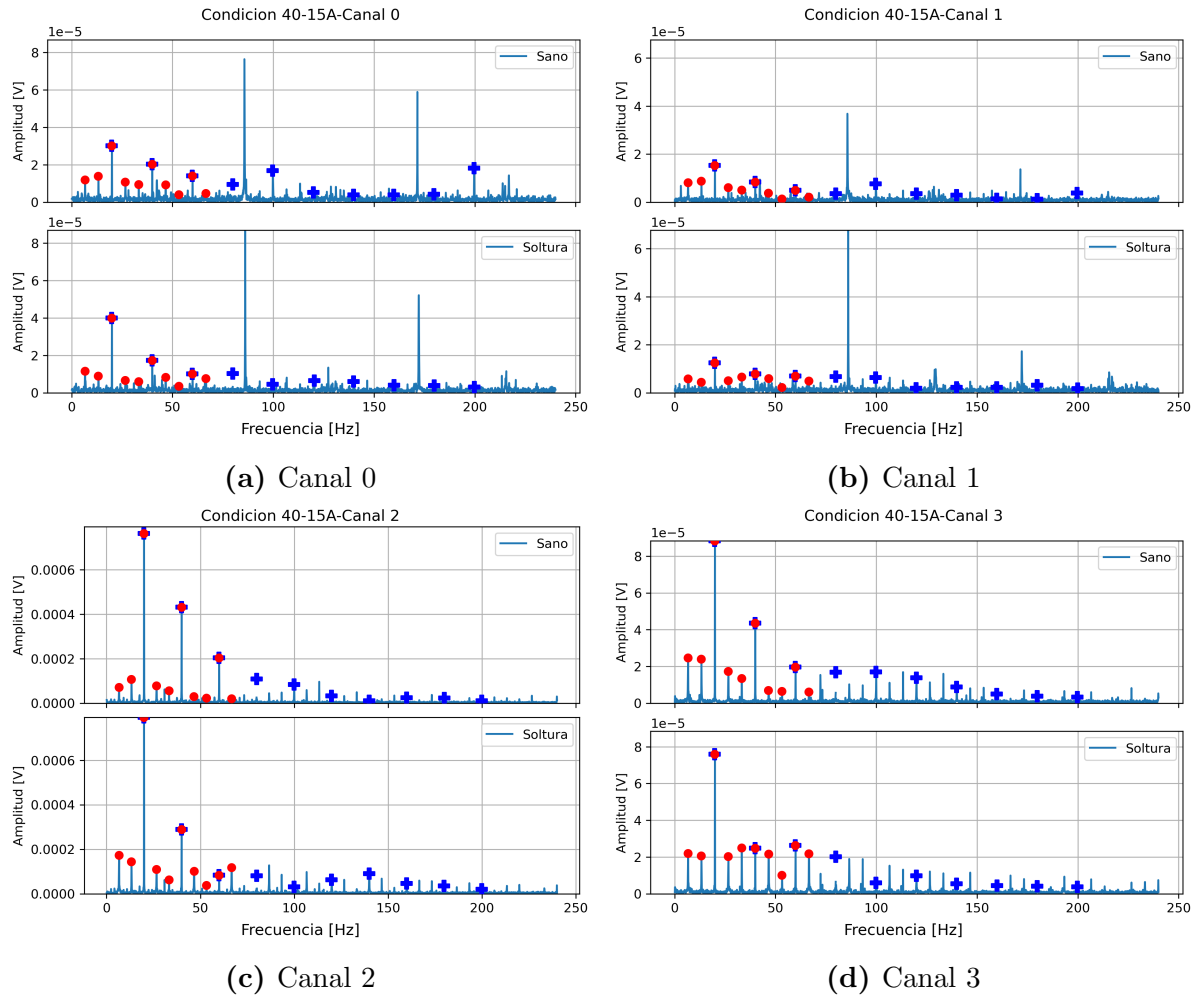 Condicion 40-15A-Canal 0
1e−5
Amplitud [V]
8
6
4
2
0
Sano
1e−5
Amplitud [V]
8
6
4
2
0
Soltura
0 50 100 150 200 250
Frecuencia [Hz]
(a) Canal 0
Condicion 40-15A-Canal 1
1e−5
Amplitud [V]
6
4
2
0
Sano
1e−5
Amplitud [V]
6
4
2
0
Soltura
0 50 100 150 200 250
Frecuencia [Hz]
(b) Canal 1
Condicion 40-15A-Canal 2
Amplitud [V]
0.0006
0.0004
0.0002
0.0000
Sano
Amplitud [V]
0.0006
0.0004
0.0002
0.0000
Soltura
0 50 100 150 200 250
Frecuencia [Hz]
(c) Canal 2
Condicion 40-15A-Canal 3
1e−5
Amplitud [V]
8
6
4
2
0
Sano
1e−5
Amplitud [V]
8
6
4
2
0
Soltura
0 50 100 150 200 250
Frecuencia [Hz]
(d) Canal 3